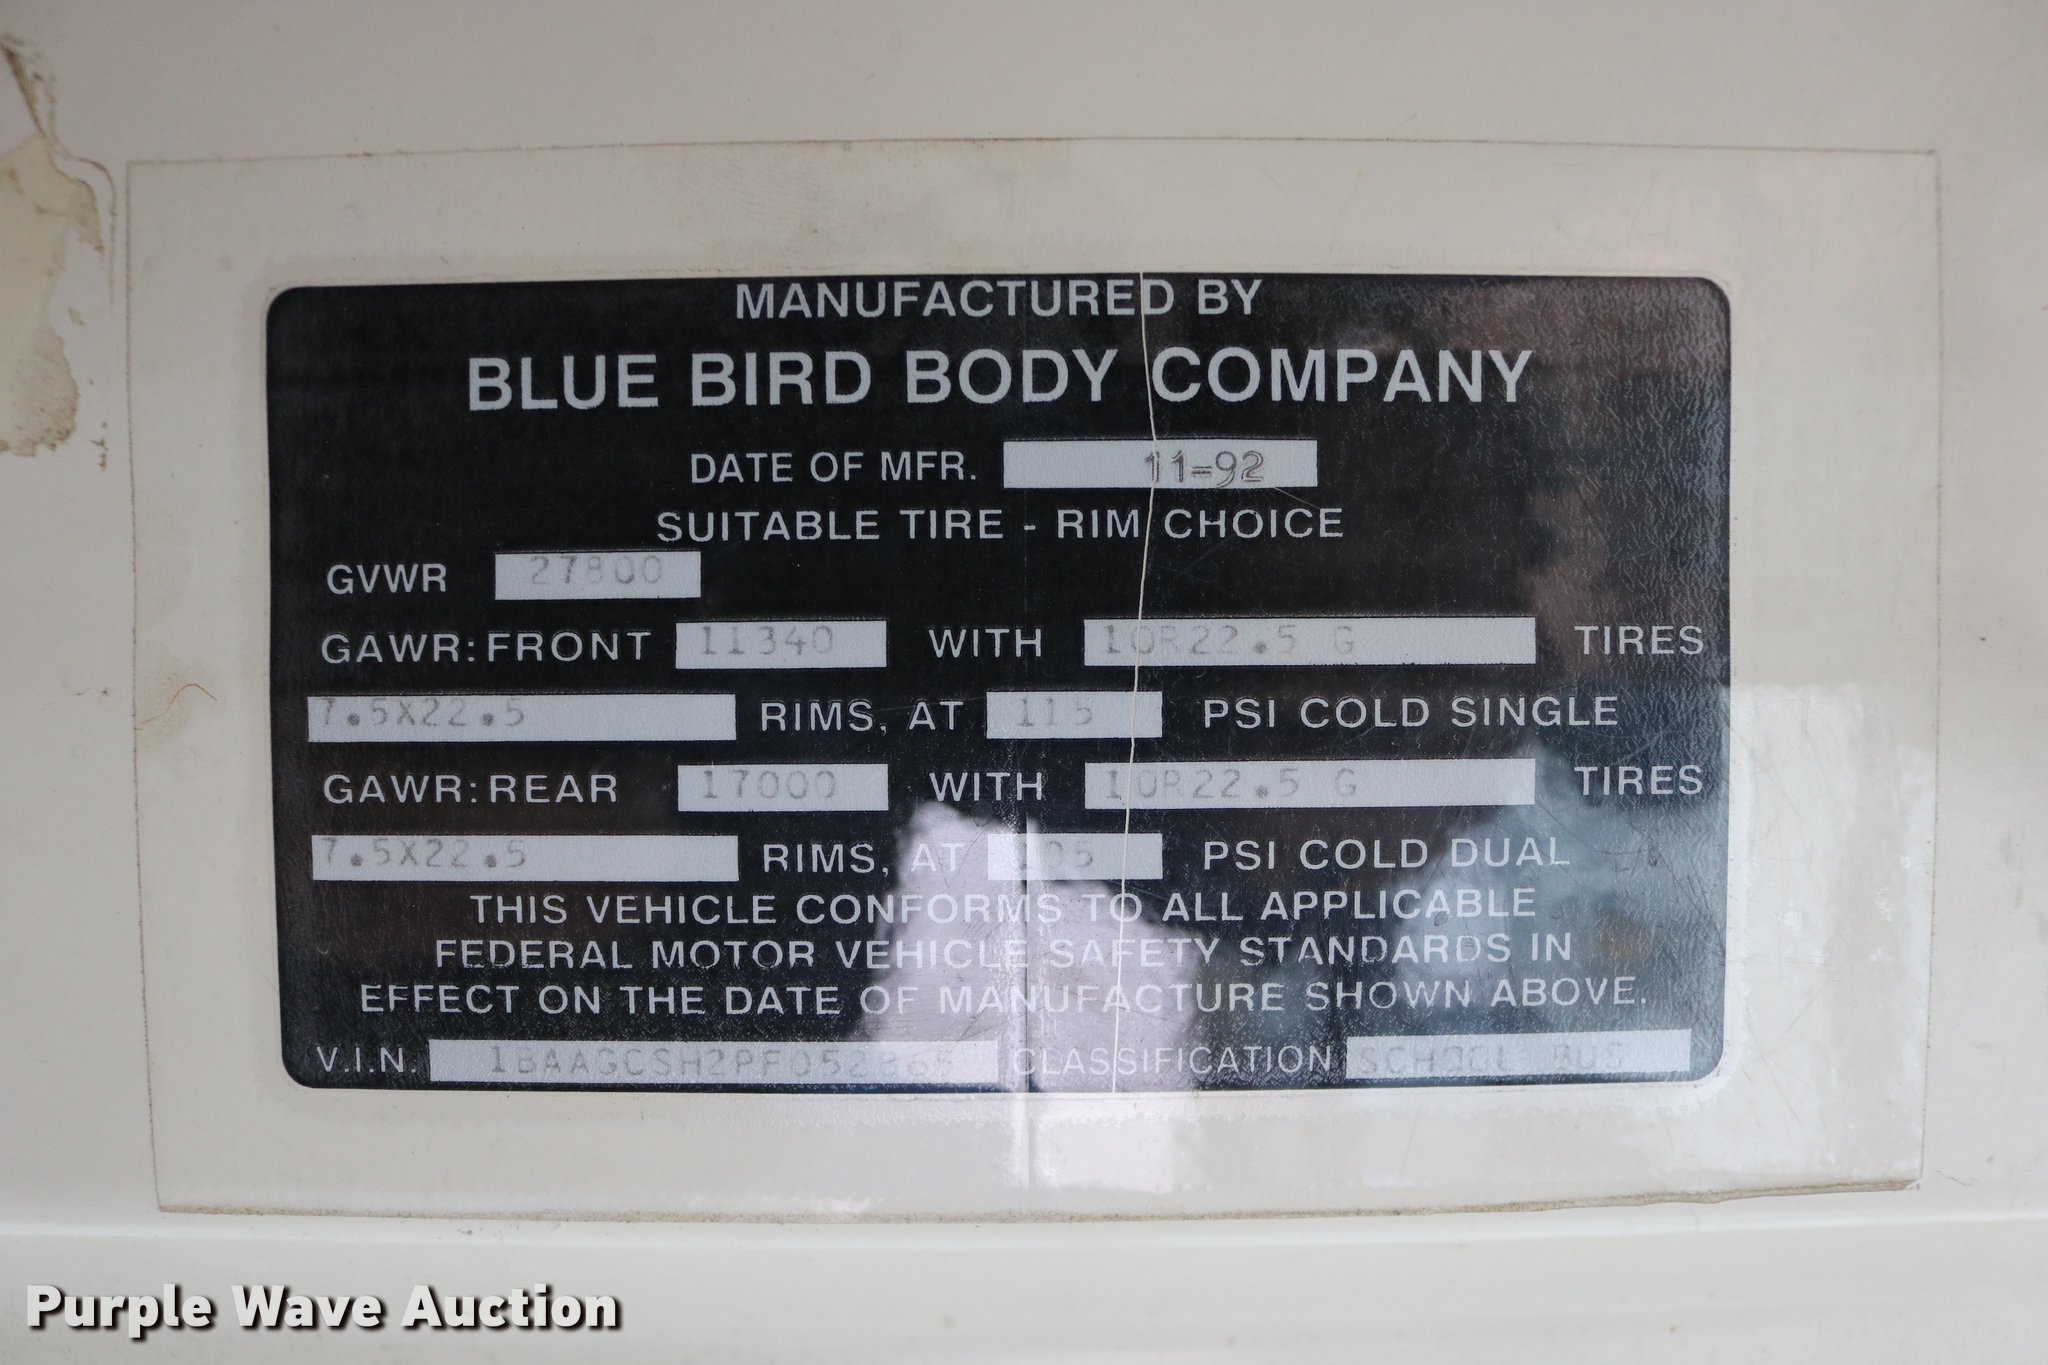 MANUFACTURED BY
BLUE BIRD BODY COMPANY
DATE OF MFR. 11-92
SUITABLE TIRE - RIM CHOICE
GVWR 27800
GAWR: FRONT 11340 WITH 10R22.5 G TIRES
7.5X22.5 RIMS, AT 115 PSI COLD SINGLE
GAWR: REAR 17000 WITH 10R22.5 G TIRES
7.5X22.5 RIMS, AT PSI COLD DUAL
THIS VEHICLE CONFORMS TO ALL APPLICABLE
FEDERAL MOTOR VEHICLE SAFETY STANDARDS IN
EFFECT ON THE DATE OF MANUFACTURE SHOWN ABOVE.
V.I.N. CLASSIFICATION SCHOOL BUS
Purple Wave Auction